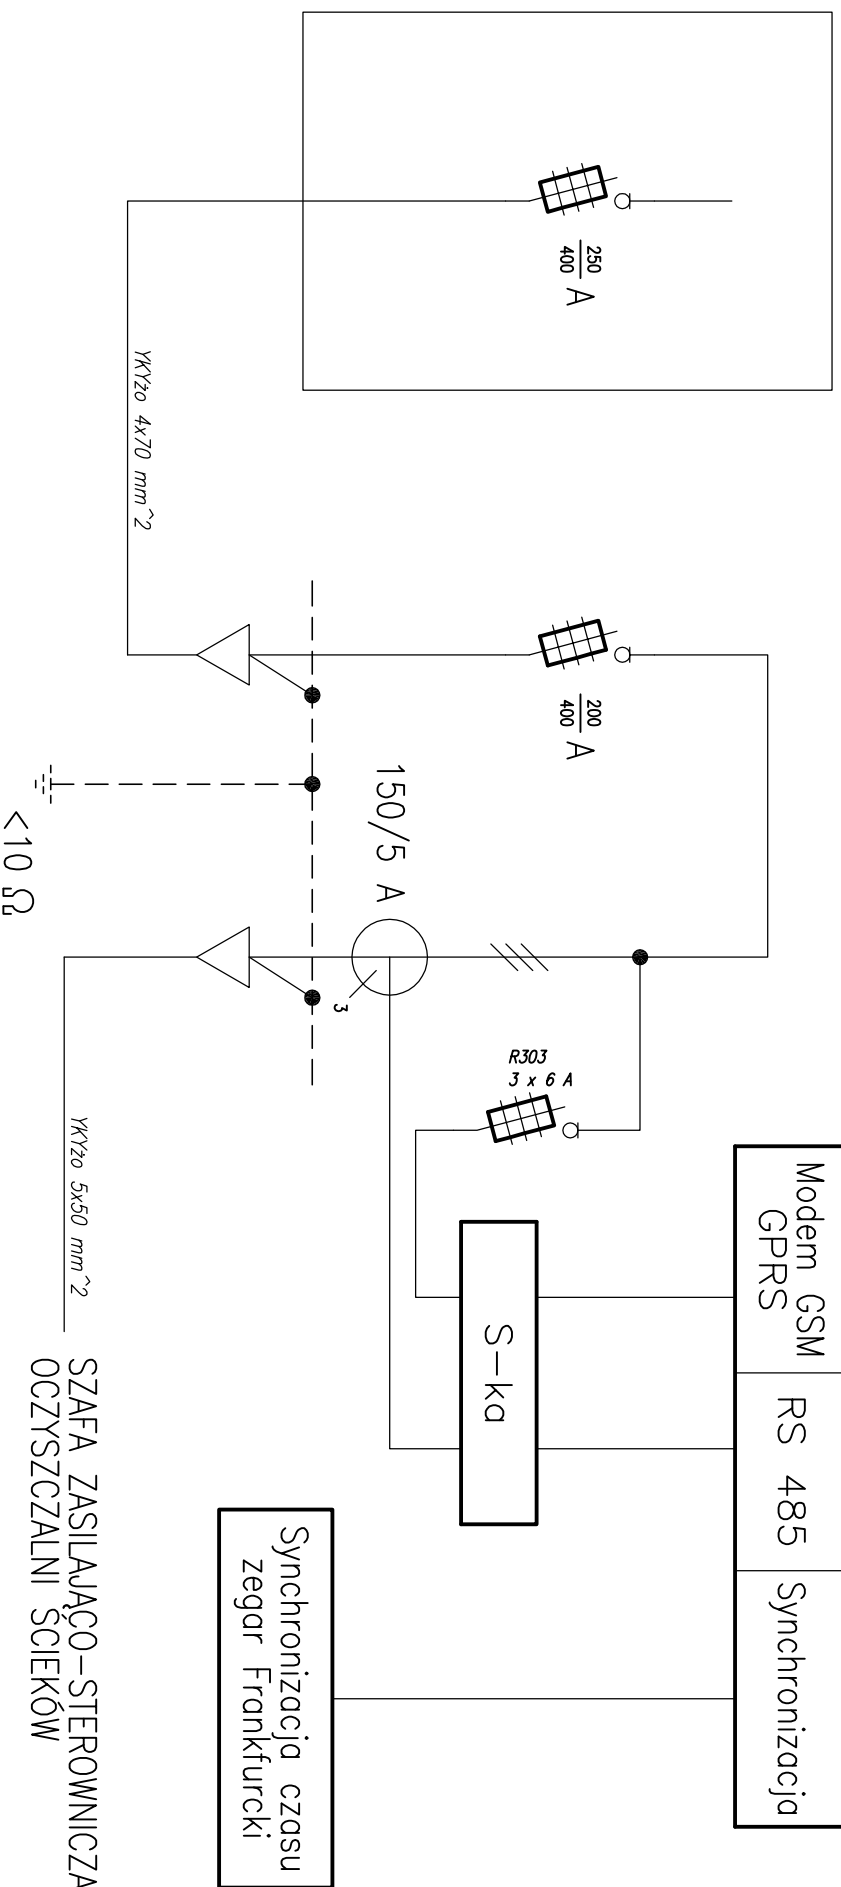 250
400 A
YKYżo 4x70 mm^2
200
400 A
150/5 A
3
<10 Ω
R303
3 x 6 A
YKYżo 5x50 mm^2
Modem GSM
GPRS
RS 485
Synchronizacja
S-ka
Synchronizacja czasu
zegar Frankfurcki
SZAFA ZASILAJĄCO-STEROWNICZA
OCZYSZCZALNI ŚCIEKÓW